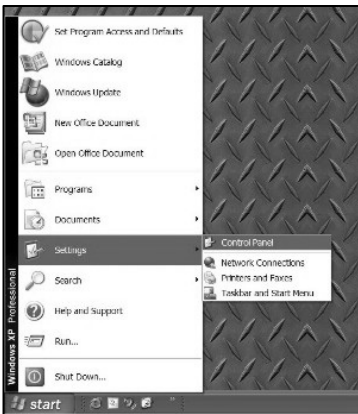 Set Program Access and Defaults
Windows Catalog
Windows Update
New Office Document
Open Office Document
Programs
Documents
Settings
Control Panel
Network Connections
Printers and Faxes
Taskbar and Start Menu
Search
Help and Support
Run...
Shut Down...
Windows XP Professional
start